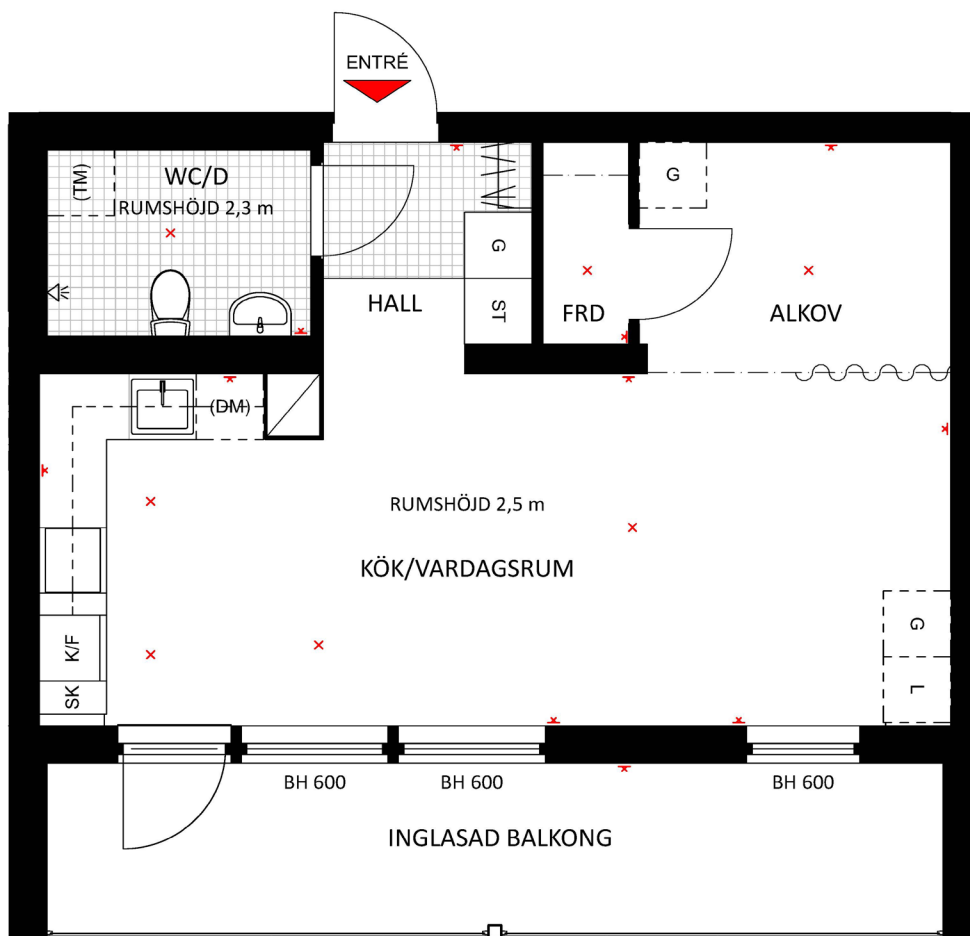 ENTRÉ
(TM)
WC/D
RUMSHÖJD 2,3 m
G
G
ST
HALL
FRD
ALKOV
(DM)
RUMSHÖJD 2,5 m
KÖK/VARDAGSRUM
K/F
SK
G
L
BH 600
BH 600
BH 600
INGLASAD BALKONG